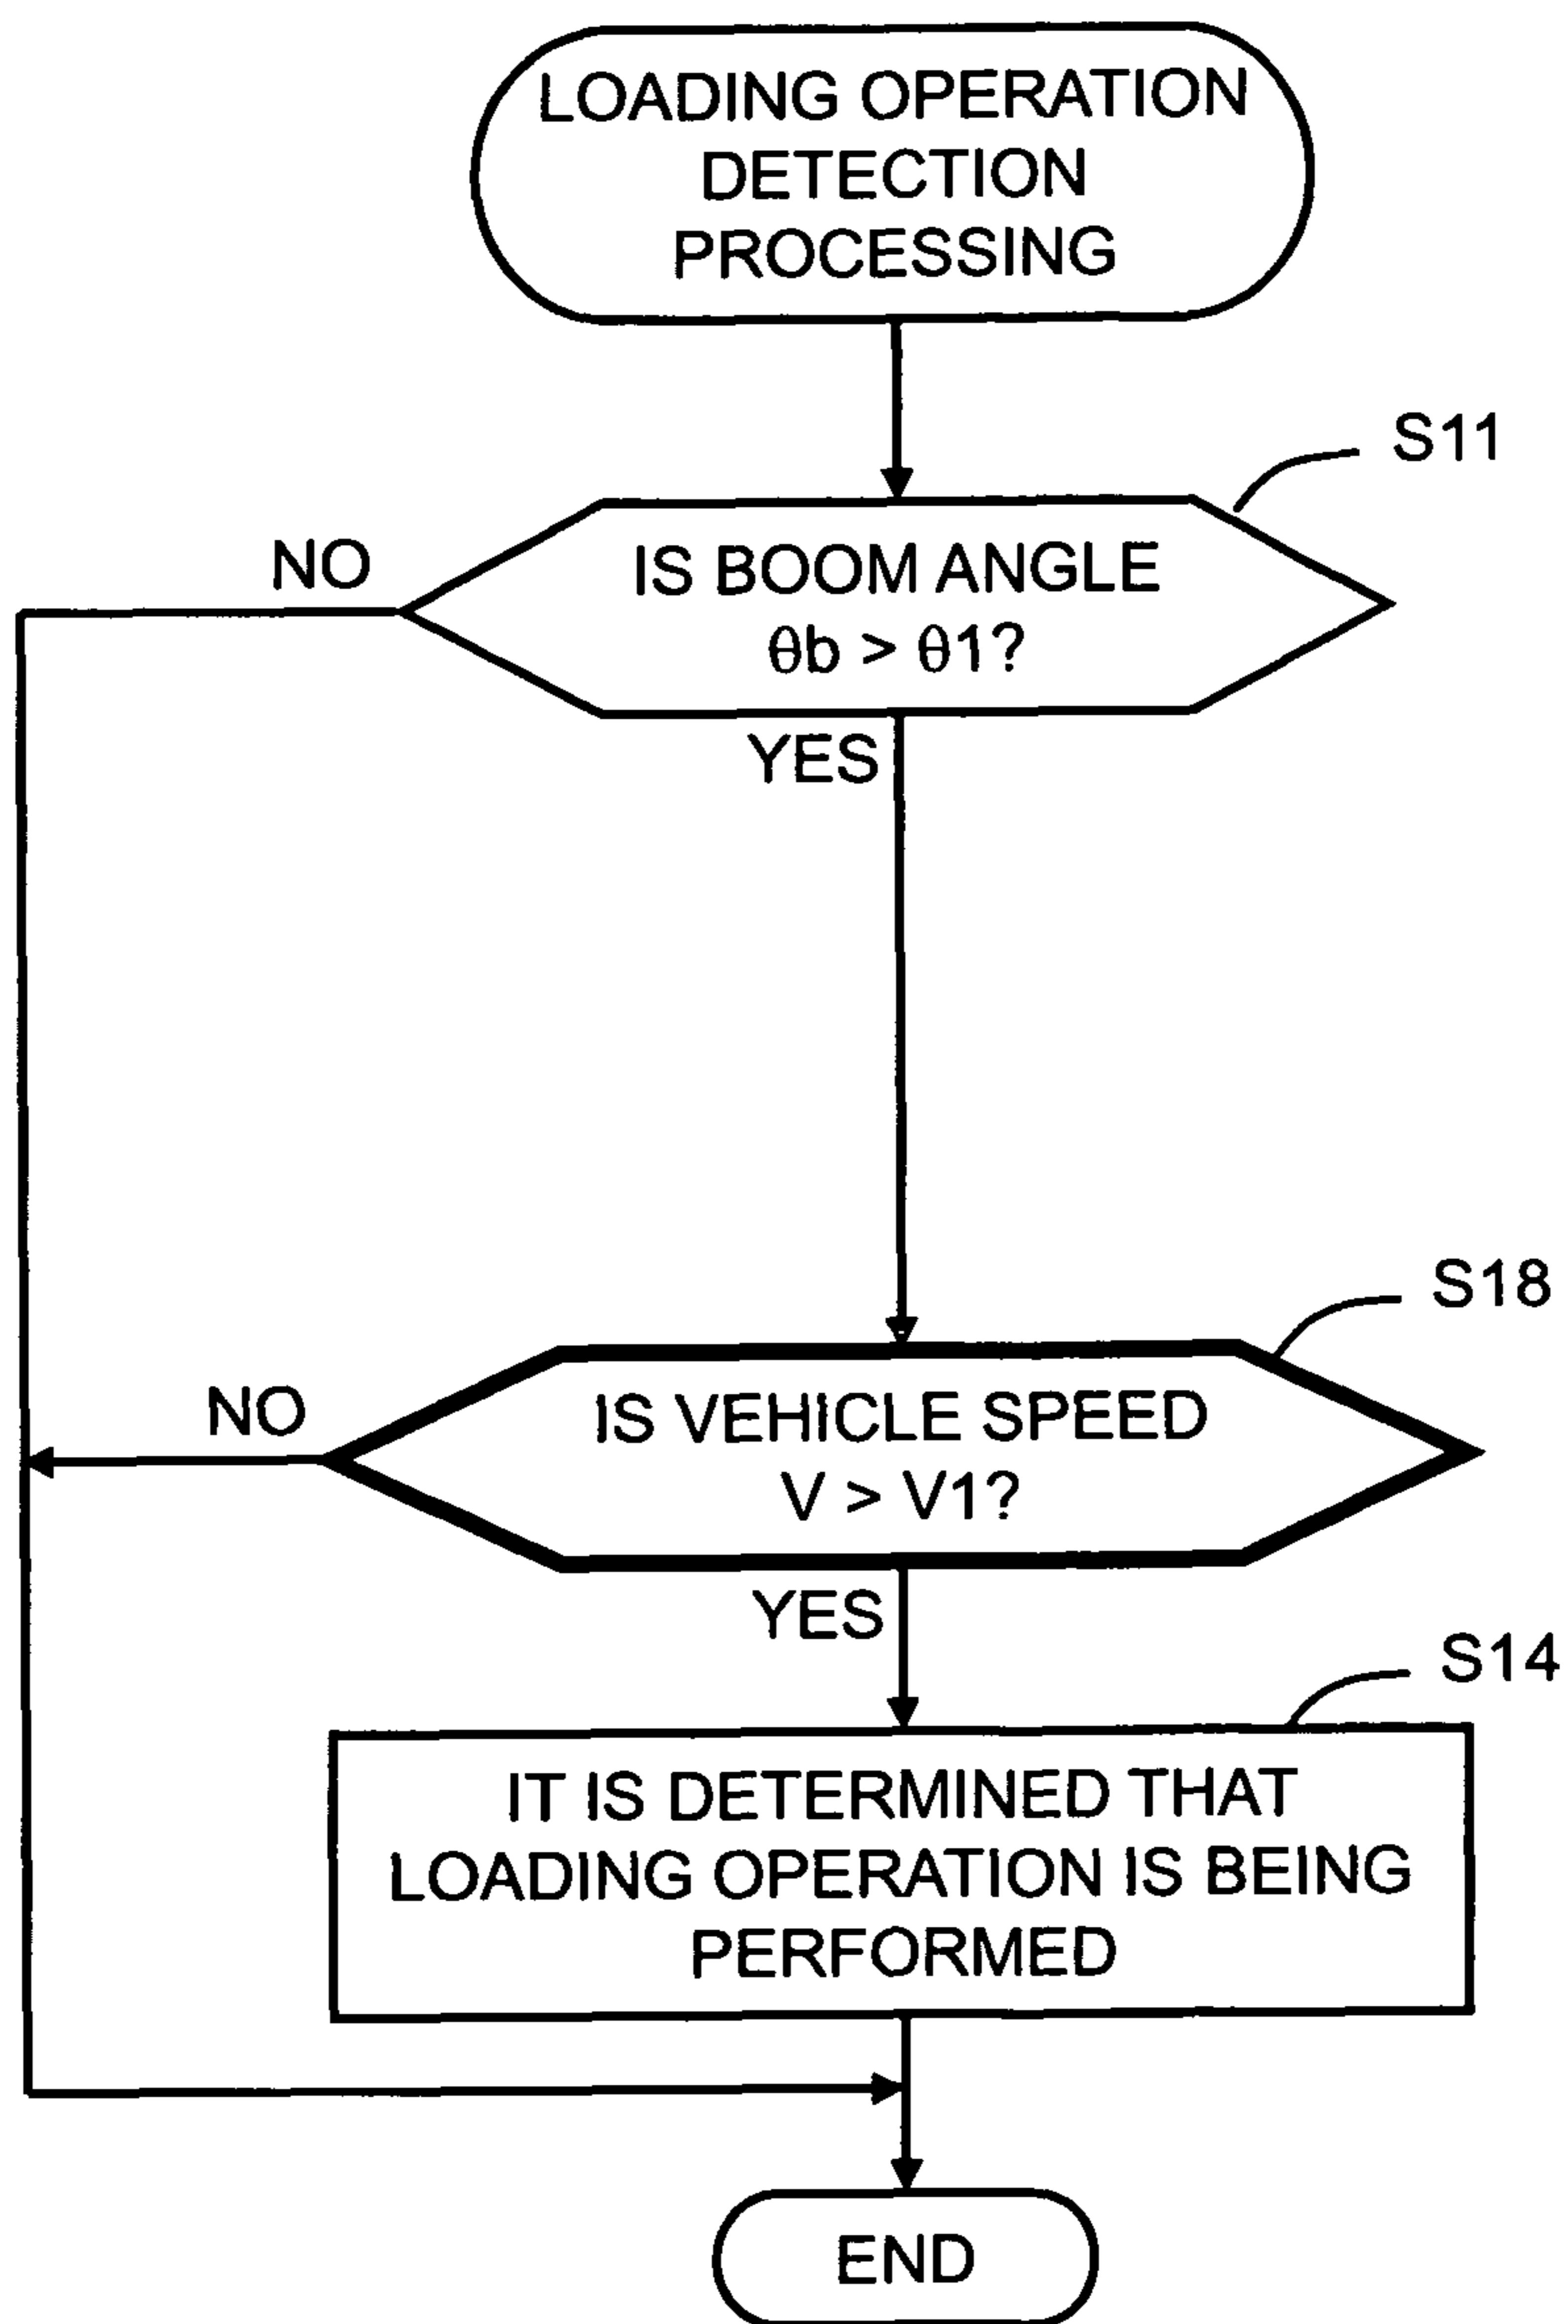 LOADING OPERATION
DETECTION
PROCESSING
S11
NO
IS BOOM ANGLE
θb > θ1?
YES
S18
NO
IS VEHICLE SPEED
V > V1?
YES
S14
IT IS DETERMINED THAT
LOADING OPERATION IS BEING
PERFORMED
END